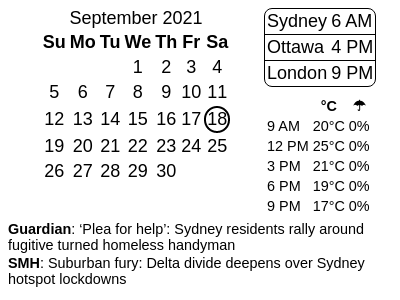 September 2021
Su Mo Tu We Th Fr Sa
1 2 3 4
5 6 7 8 9 10 11
12 13 14 15 16 17 18
19 20 21 22 23 24 25
26 27 28 29 30
Sydney 6 AM
Ottawa 4 PM
London 9 PM
°C ☂
9 AM 20°C 0%
12 PM 25°C 0%
3 PM 21°C 0%
6 PM 19°C 0%
9 PM 17°C 0%
Guardian: ‘Plea for help’: Sydney residents rally around
fugitive turned homeless handyman
SMH: Suburban fury: Delta divide deepens over Sydney
hotspot lockdowns